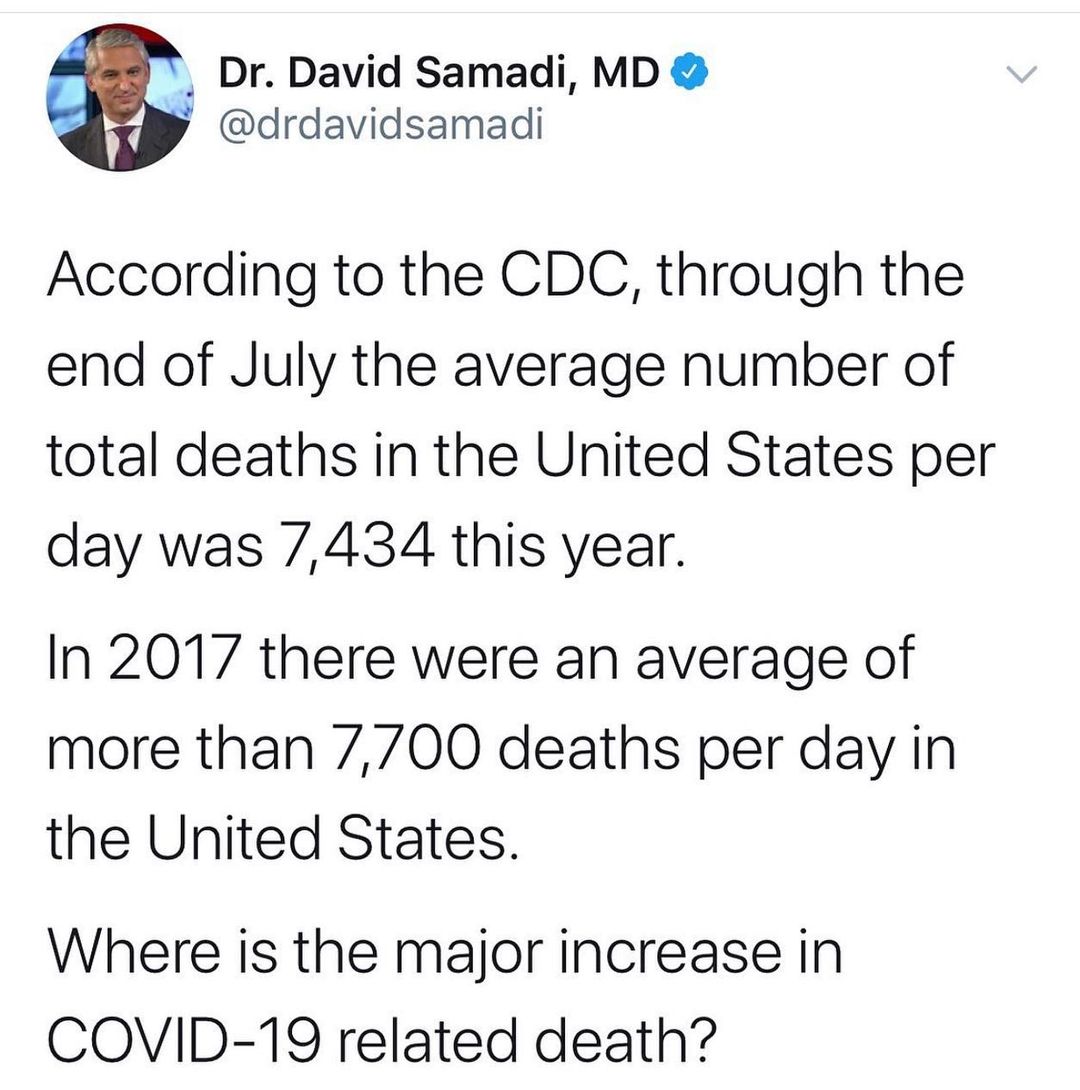 Dr. David Samadi, MD
@drdavidsamadi
According to the CDC, through the
end of July the average number of
total deaths in the United States per
day was 7,434 this year.
In 2017 there were an average of
more than 7,700 deaths per day in
the United States.
Where is the major increase in
COVID-19 related death?